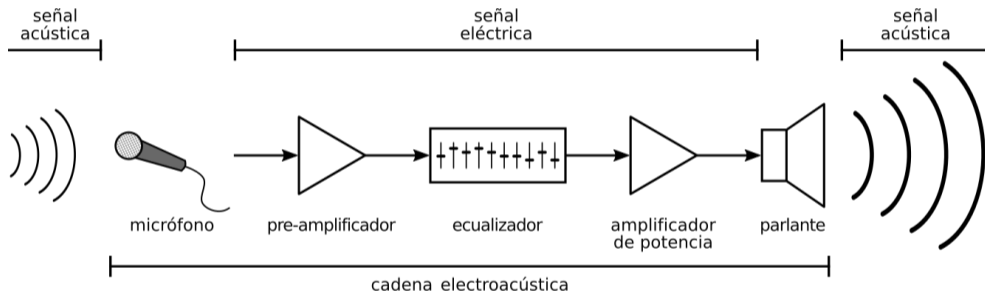 señal
acústica
señal
eléctrica
señal
acústica
micrófono
pre-amplificador
ecualizador
amplificador
de potencia
parlante
cadena electroacústica